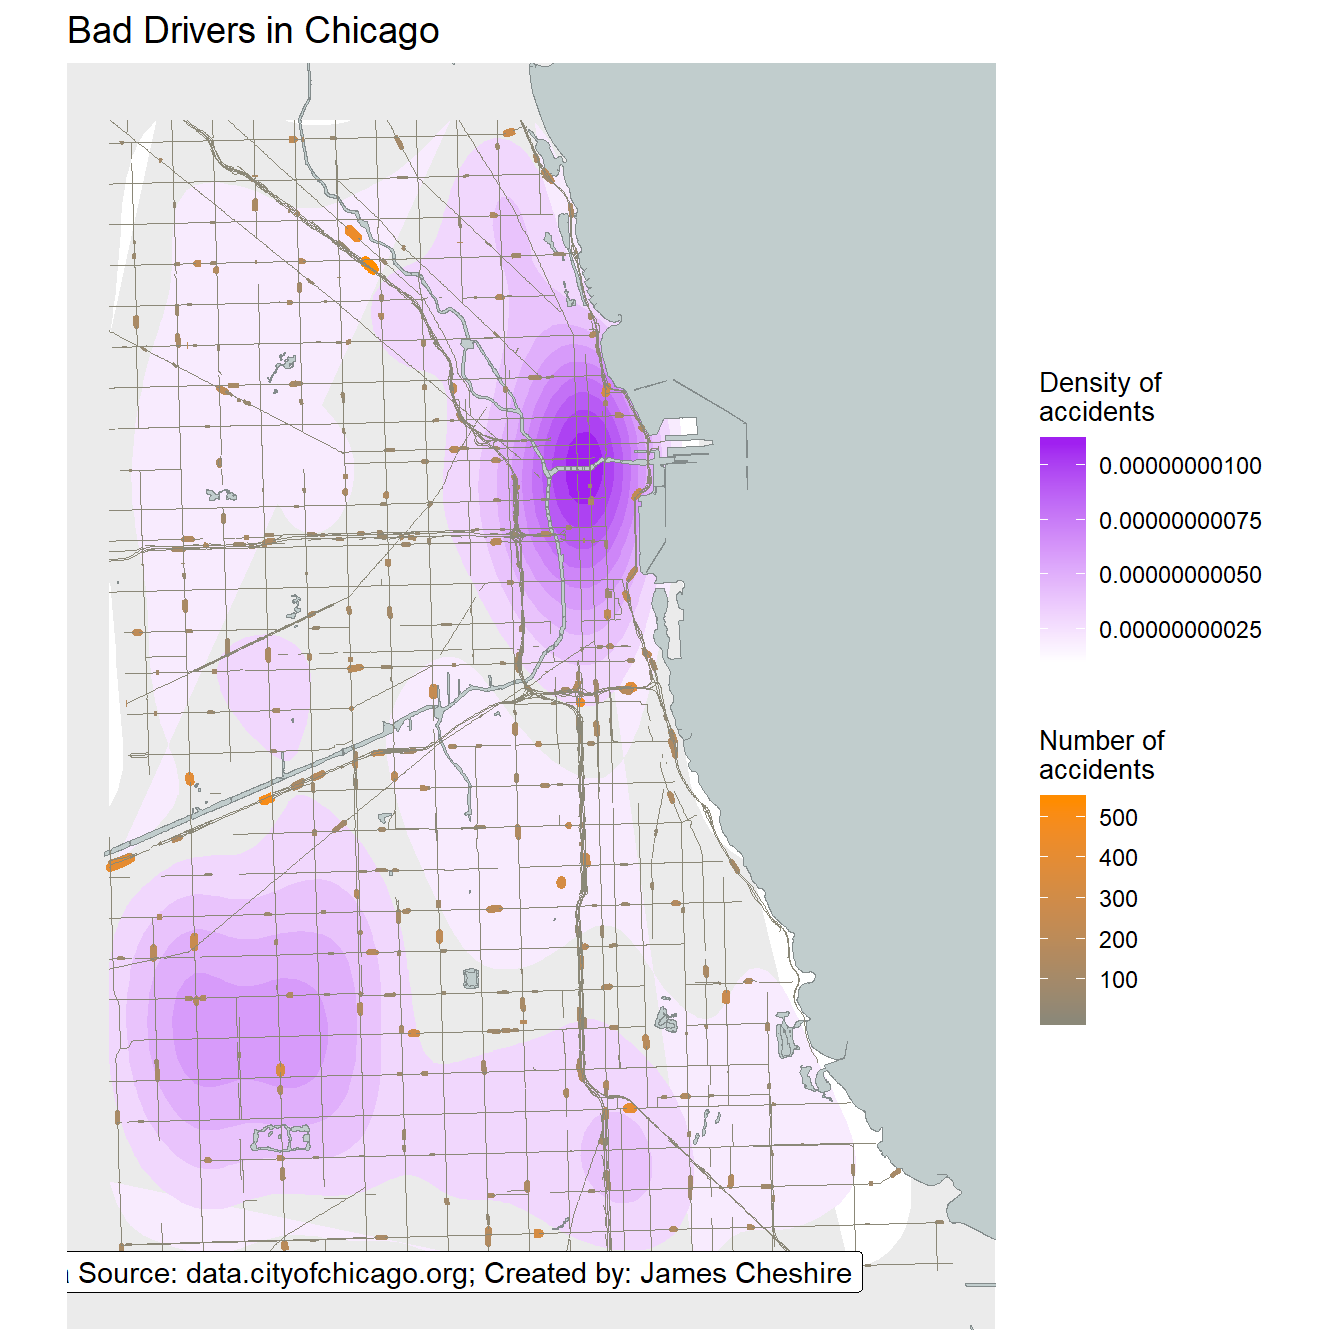 Bad Drivers in Chicago
Density of
accidents
0.00000000100
0.00000000075
0.00000000050
0.00000000025
Number of
accidents
500
400
300
200
100
Source: data.cityofchicago.org; Created by: James Cheshire